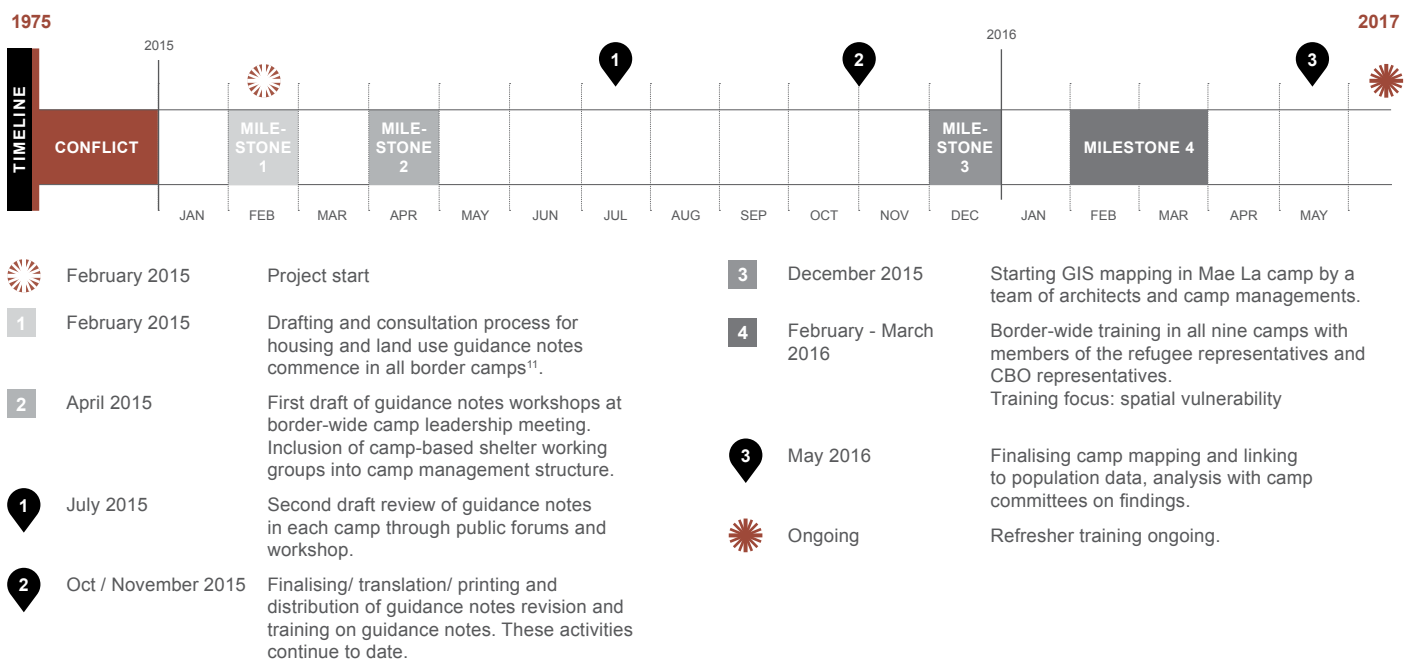 1975
2017
2015
2016
1
2
3
TIMELINE
CONFLICT
MILE-
STONE
1
MILE-
STONE
2
MILE-
STONE
3
MILESTONE 4
JAN FEB MAR APR MAY JUN JUL AUG SEP OCT NOV DEC JAN FEB MAR APR MAY
February 2015 Project start
1 February 2015 Drafting and consultation process for
housing and land use guidance notes
commence in all border camps¹¹.
2 April 2015 First draft of guidance notes workshops at
border-wide camp leadership meeting.
Inclusion of camp-based shelter working
groups into camp management structure.
1 July 2015 Second draft review of guidance notes
in each camp through public forums and
workshop.
2 Oct / November 2015 Finalising/ translation/ printing and
distribution of guidance notes revision and
training on guidance notes. These activities
continue to date.
3 December 2015 Starting GIS mapping in Mae La camp by a
team of architects and camp managements.
4 February - March
2016
Border-wide training in all nine camps with
members of the refugee representatives and
CBO representatives.
Training focus: spatial vulnerability
3 May 2016 Finalising camp mapping and linking
to population data, analysis with camp
committees on findings.
Ongoing Refresher training ongoing.